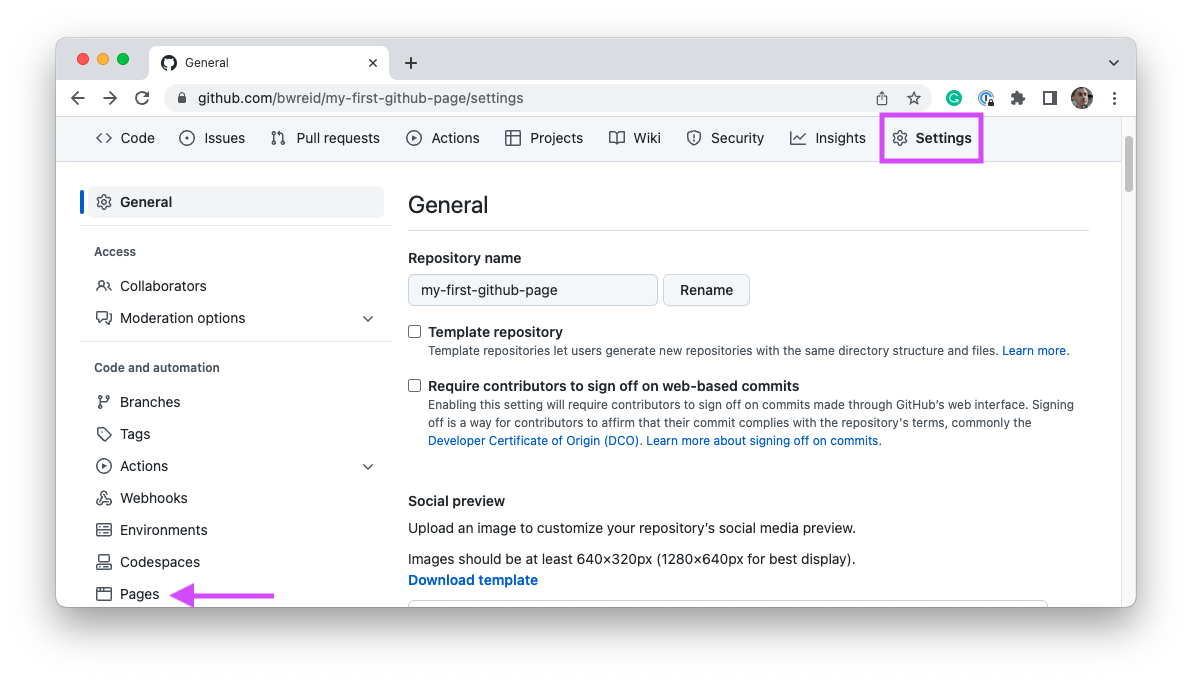 General
github.com/bwreid/my-first-github-page/settings
Code Issues Pull requests Actions Projects Wiki Security Insights Settings
General
Access
Collaborators
Moderation options
Code and automation
Branches
Tags
Actions
Webhooks
Environments
Codespaces
Pages
General
Repository name
my-first-github-page Rename
Template repository
Template repositories let users generate new repositories with the same directory structure and files. Learn more.
Require contributors to sign off on web-based commits
Enabling this setting will require contributors to sign off on commits made through GitHub’s web interface. Signing
off is a way for contributors to affirm that their commit complies with the repository's terms, commonly the
Developer Certificate of Origin (DCO). Learn more about signing off on commits.
Social preview
Upload an image to customize your repository’s social media preview.
Images should be at least 640×320px (1280×640px for best display).
Download template